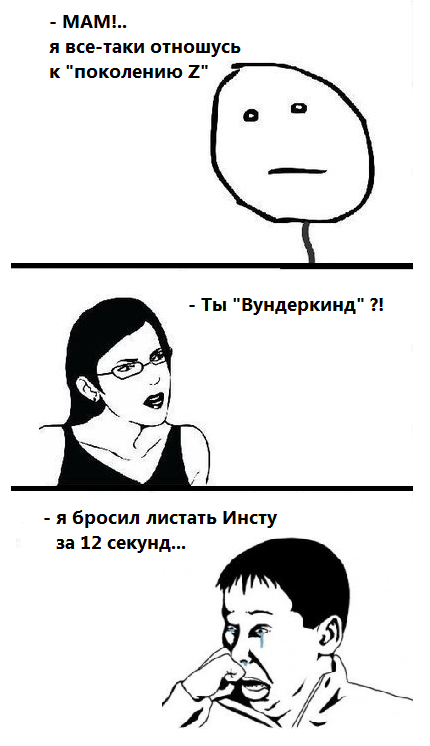 - МАМ!..
я все-таки отношусь
к "поколению Z"
- Ты "Вундеркинд" ?!
- я бросил листать Инсту
за 12 секунд...